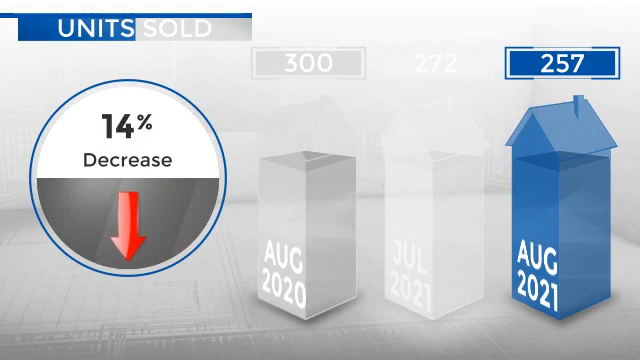 UNITS SOLD
300
272
257
14%
Decrease
AUG
2020
JUL
2021
AUG
2021